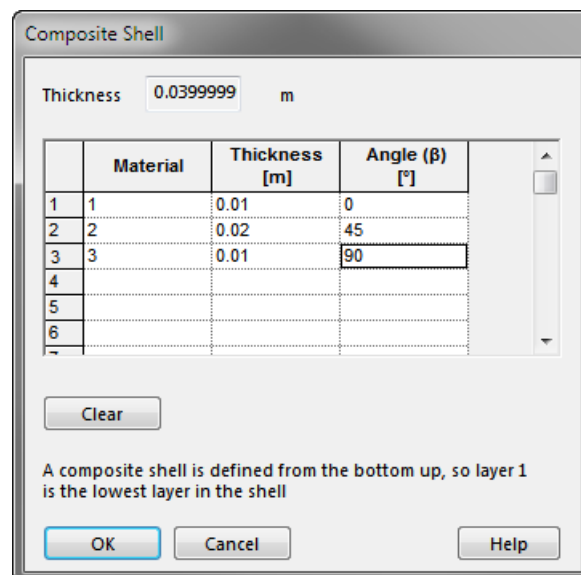 Composite Shell
Thickness 0.0399999 m
Material Thickness [m] Angle (β) [°]
1 1 0.01 0
2 2 0.02 45
3 3 0.01 90
4
5
6
Clear
A composite shell is defined from the bottom up, so layer 1
is the lowest layer in the shell
OK Cancel Help